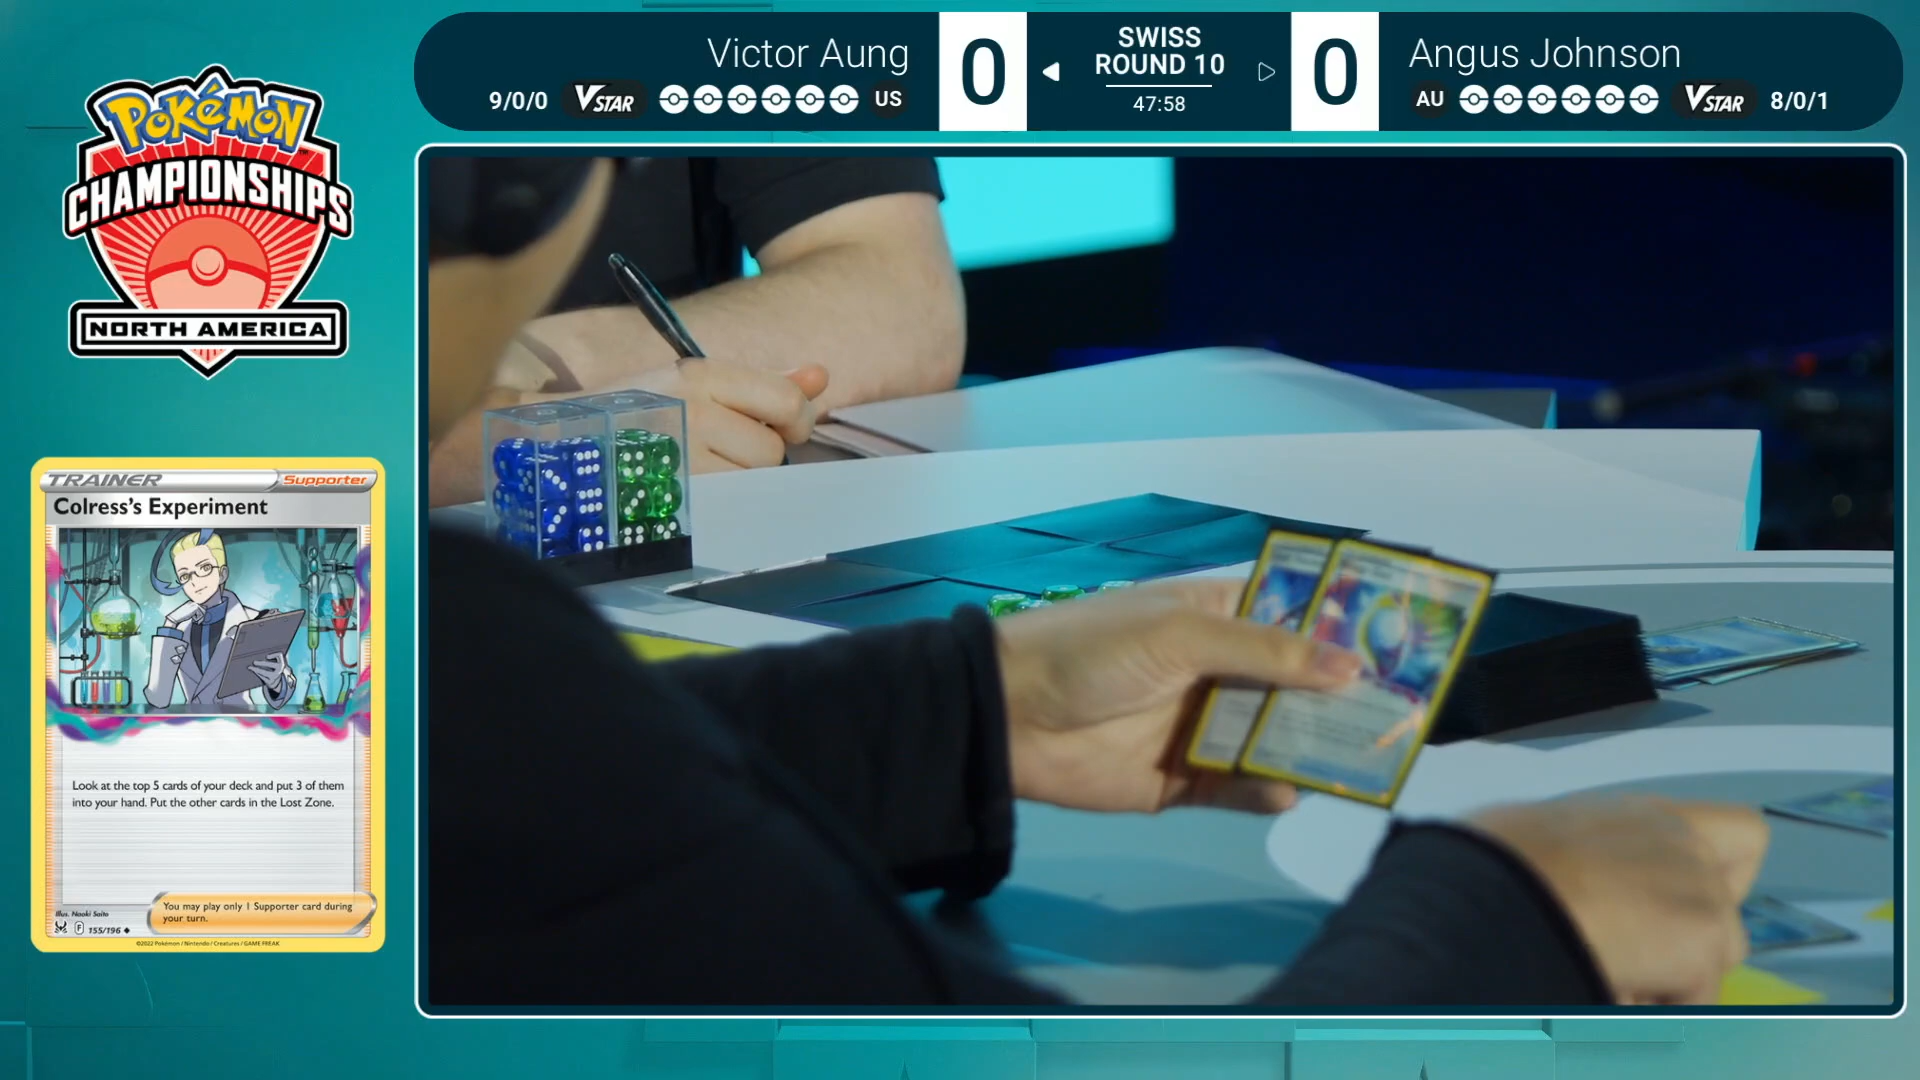 Victor Aung
9/0/0 VSTAR US
0
SWISS
ROUND 10
47:58
0
Angus Johnson
AU VSTAR 8/0/1
POKéMON
CHAMPIONSHIPS
NORTH AMERICA
TRAINER Supporter
Colress's Experiment
Look at the top 5 cards of your deck and put 3 of them
into your hand. Put the other cards in the Lost Zone.
You may play only 1 Supporter card during
your turn.
Illus. Naoki Saito
F 155/196
©2022 Pokémon / Nintendo / Creatures / GAME FREAK